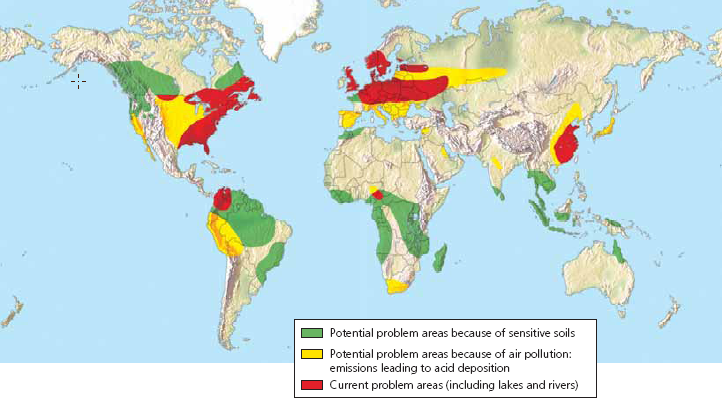 Potential problem areas because of sensitive soils
Potential problem areas because of air pollution:
emissions leading to acid deposition
Current problem areas (including lakes and rivers)